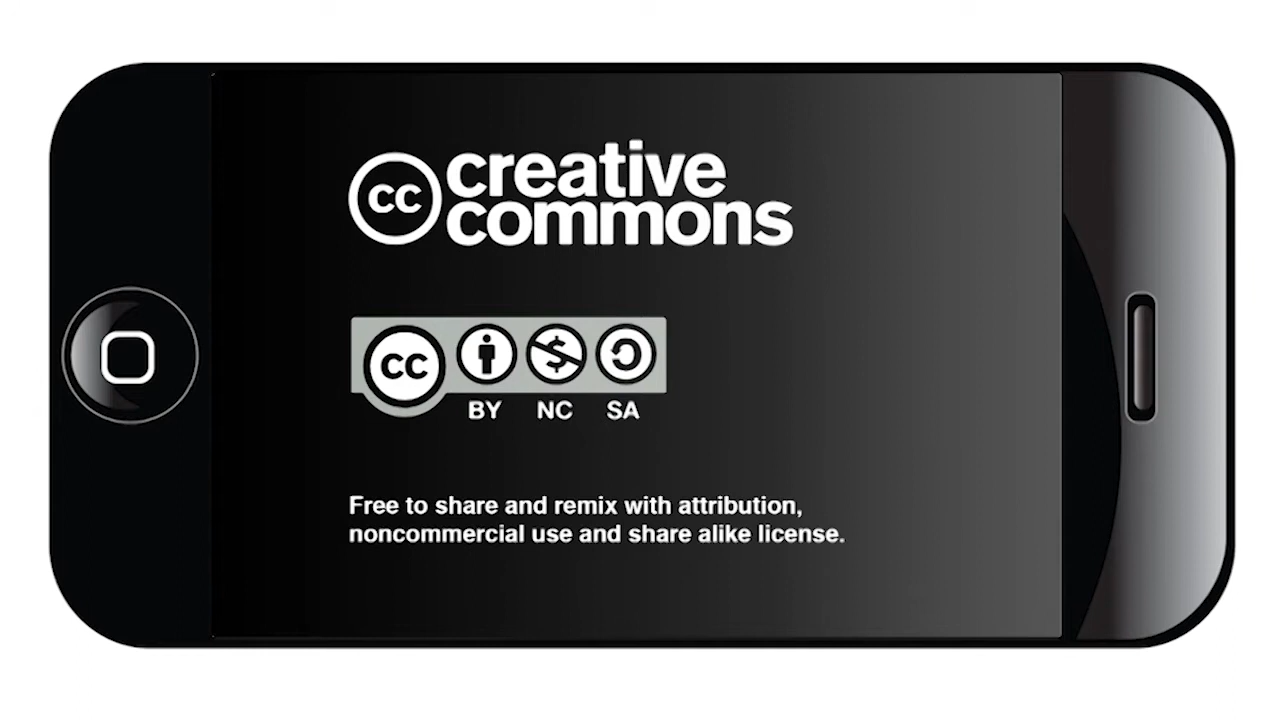 cc creative
commons
cc
BY NC SA
Free to share and remix with attribution,
noncommercial use and share alike license.